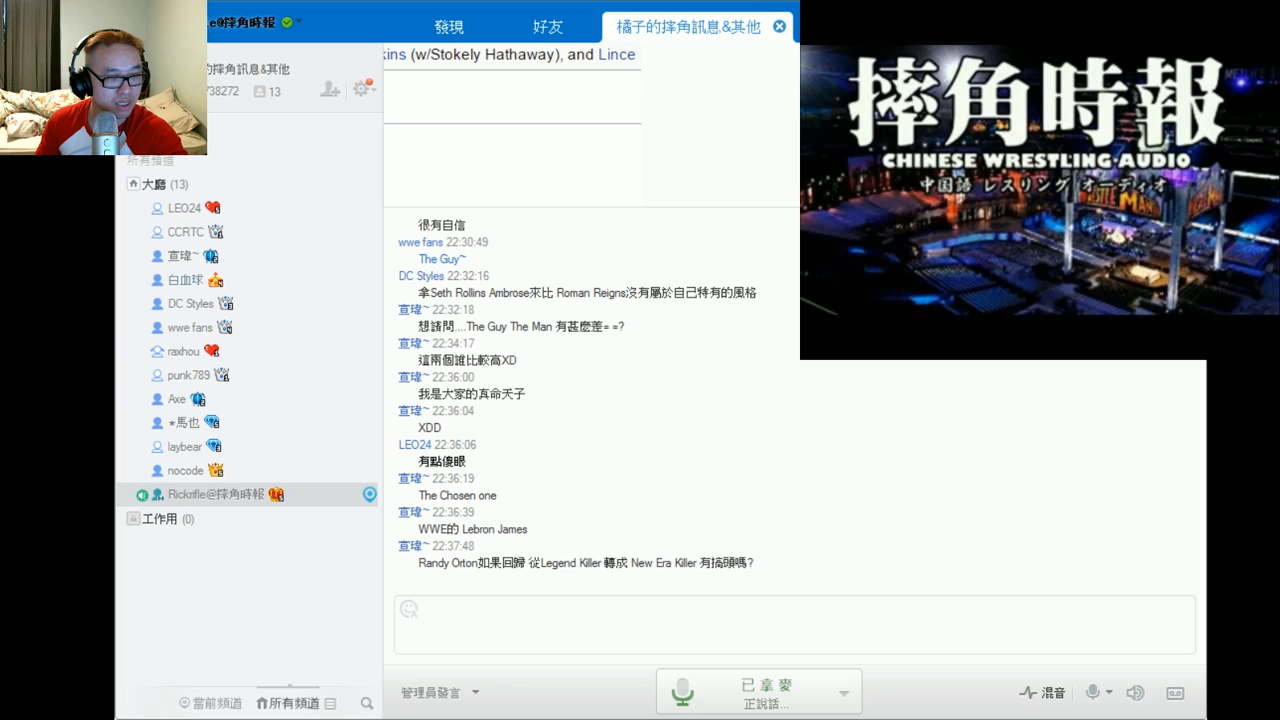 e@摔角時報
發現
好友
橘子的摔角訊息&其他
kins (w/Stokely Hathaway), and Lince
的摔角訊息&其他
738272
13
所有頻道
大廳 (13)
LEO24
CCRTC
宣瑋~
白血球
DC Styles
wwe fans
raxhou
punk789
Axe
★馬也
laybear
nocode
Rickrifle@摔角時報
工作用 (0)
當前頻道
所有頻道
很有自信
wwe fans 22:30:49
The Guy~
DC Styles 22:32:16
拿Seth Rollins Ambrose來比 Roman Reigns沒有屬於自己特有的風格
宣瑋~ 22:32:18
想請問....The Guy The Man 有甚麼差= =?
宣瑋~ 22:34:17
這兩個誰比較高XD
宣瑋~ 22:36:00
我是大家的真命天子
宣瑋~ 22:36:04
XDD
LEO24 22:36:06
有點傻眼
宣瑋~ 22:36:19
The Chosen one
宣瑋~ 22:36:39
WWE的 Lebron James
宣瑋~ 22:37:48
Randy Orton如果回歸 從Legend Killer 轉成 New Era Killer 有搞頭嗎?
管理員發言
已拿麥
正說話...
混音
摔角時報
CHINESE WRESTLING AUDIO
中国語 レスリング オーディオ
WRESTLE MANIA